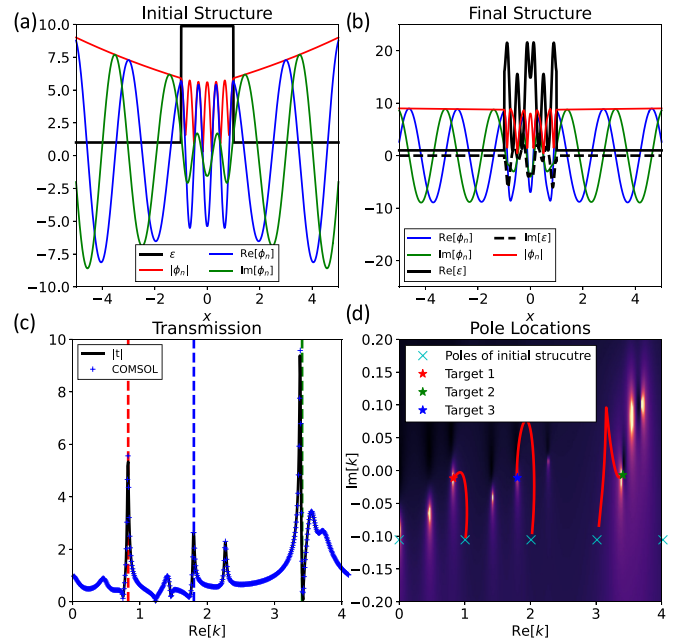 (a) Initial Structure
10.0
7.5
5.0
2.5
0.0
−2.5
−5.0
−7.5
−10.0
−4 −2 0 2 4
x
ε
|ϕn|
Re[ϕn]
Im[ϕn]
(b) Final Structure
20
10
0
−10
−20
−4 −2 0 2 4
x
Re[ϕn]
Im[ϕn]
Re[ε]
Im[ε]
|ϕn|
(c) Transmission
10
8
6
4
2
0
0 1 2 3 4
Re[k]
|t|
COMSOL
(d) Pole Locations
0.20
0.15
0.10
0.05
0.00
−0.05
−0.10
−0.15
−0.20
Im[k]
0 1 2 3 4
Re[k]
Poles of initial strucutre
Target 1
Target 2
Target 3